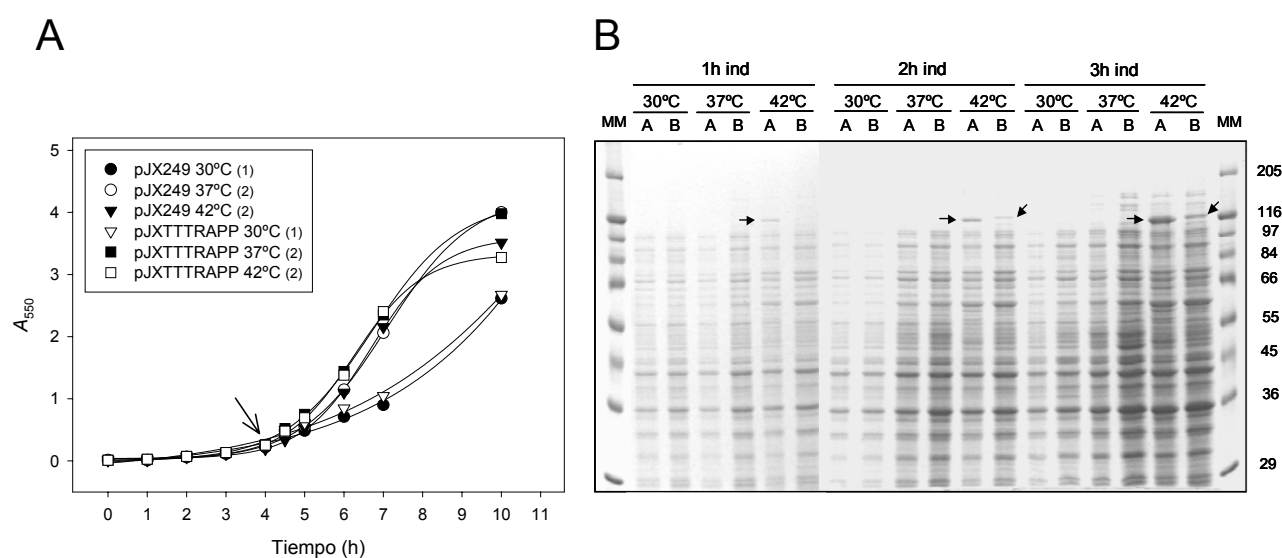 A
5
4
3
2
1
0
A550
pJX249 30ºC (1)
pJX249 37ºC (2)
pJX249 42ºC (2)
pJXTTTRAPP 30ºC (1)
pJXTTTRAPP 37ºC (2)
pJXTTTRAPP 42ºC (2)
0 1 2 3 4 5 6 7 8 9 10 11
Tiempo (h)
B
1h ind 2h ind 3h ind
30ºC 37ºC 42ºC 30ºC 37ºC 42ºC 30ºC 37ºC 42ºC
MM A B A B A B A B A B A B A B A B A B MM
205
116
97
84
66
55
45
36
29